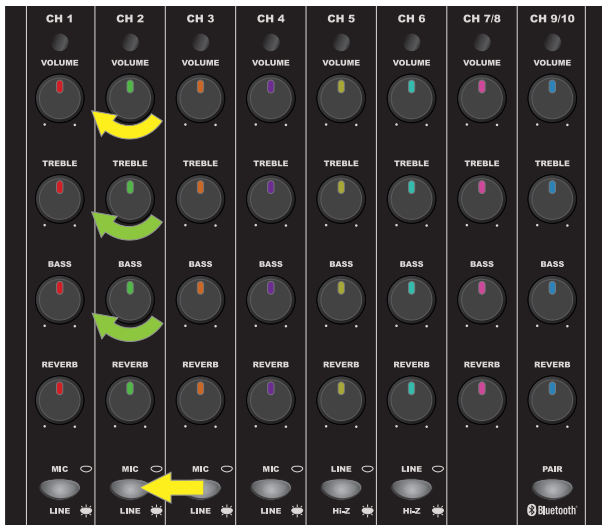 CH 1 CH 2 CH 3 CH 4 CH 5 CH 6 CH 7/8 CH 9/10
VOLUME VOLUME VOLUME VOLUME VOLUME VOLUME VOLUME VOLUME
TREBLE TREBLE TREBLE TREBLE TREBLE TREBLE TREBLE TREBLE
BASS BASS BASS BASS BASS BASS BASS BASS
REVERB REVERB REVERB REVERB REVERB REVERB REVERB REVERB
MIC MIC MIC MIC LINE LINE PAIR
LINE LINE LINE LINE Hi-Z Hi-Z Bluetooth